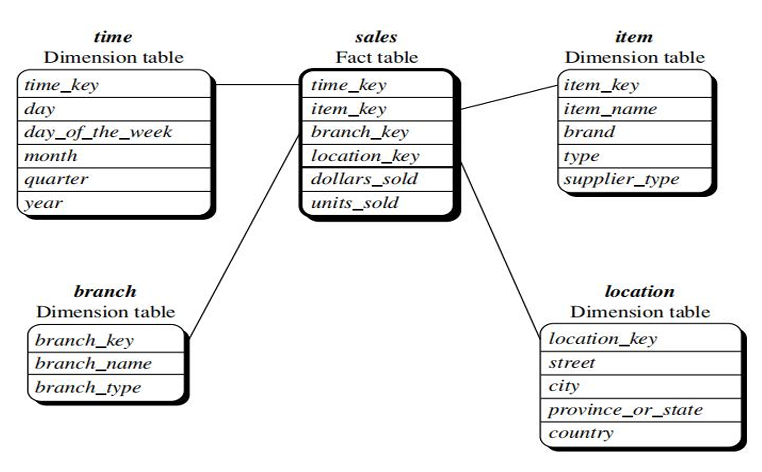 time
Dimension table
time_key
day
day_of_the_week
month
quarter
year
sales
Fact table
time_key
item_key
branch_key
location_key
dollars_sold
units_sold
item
Dimension table
item_key
item_name
brand
type
supplier_type
branch
Dimension table
branch_key
branch_name
branch_type
location
Dimension table
location_key
street
city
province_or_state
country